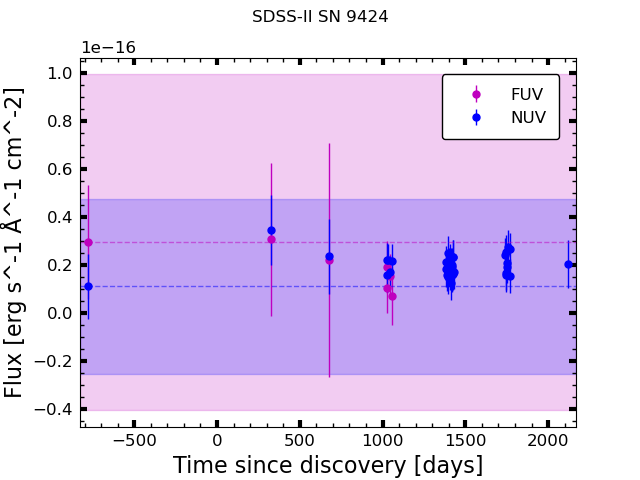 SDSS-II SN 9424
1e−16
FUV
NUV
1.0
0.8
0.6
0.4
0.2
0.0
−0.2
−0.4
Flux [erg s^-1 Å^-1 cm^-2]
−500
0
500
1000
1500
2000
Time since discovery [days]